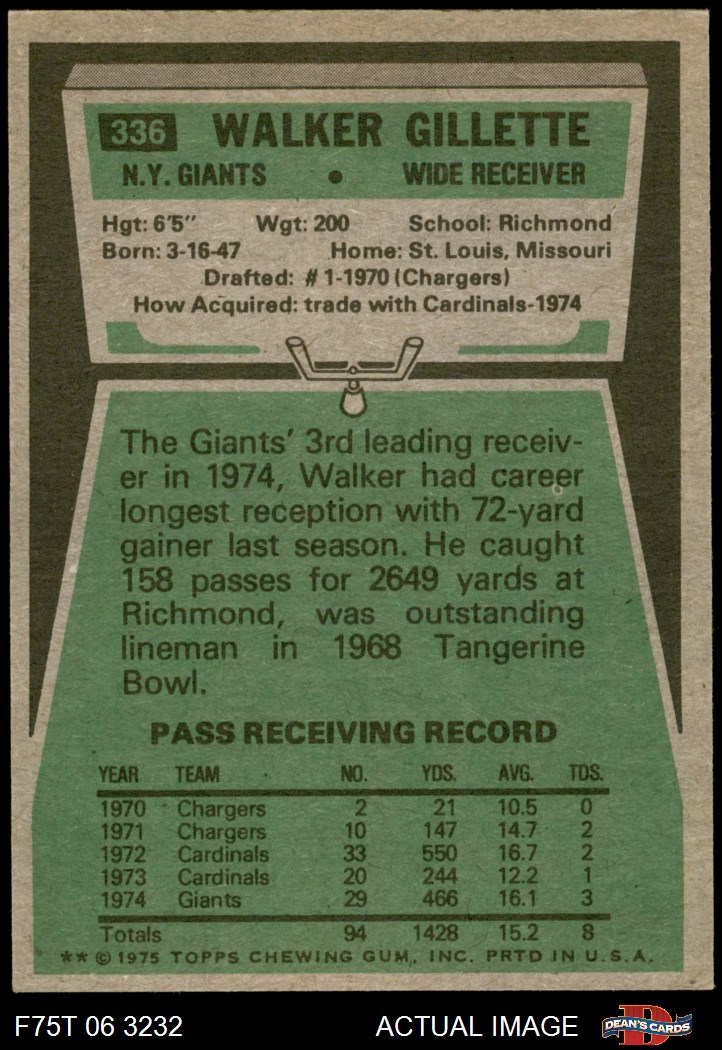 336 WALKER GILLETTE
N.Y. GIANTS • WIDE RECEIVER
Hgt: 6'5" Wgt: 200 School: Richmond
Born: 3-16-47 Home: St. Louis, Missouri
Drafted: #1-1970 (Chargers)
How Acquired: trade with Cardinals-1974
The Giants' 3rd leading receiv-
er in 1974, Walker had career
longest reception with 72-yard
gainer last season. He caught
158 passes for 2649 yards at
Richmond, was outstanding
lineman in 1968 Tangerine
Bowl.
PASS RECEIVING RECORD
YEAR TEAM NO. YDS. AVG. TDS.
1970 Chargers 2 21 10.5 0
1971 Chargers 10 147 14.7 2
1972 Cardinals 33 550 16.7 2
1973 Cardinals 20 244 12.2 1
1974 Giants 29 466 16.1 3
Totals 94 1428 15.2 8
** © 1975 TOPPS CHEWING GUM, INC. PRTD IN U.S.A.
F75T 06 3232 ACTUAL IMAGE D DEAN'S CARDS